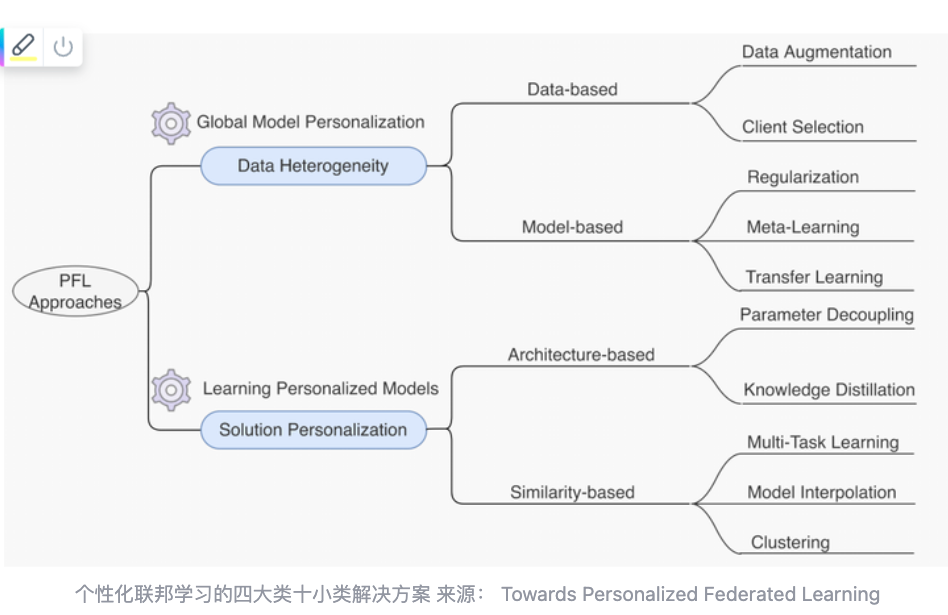 Data Augmentation
Data-based
Global Model Personalization
Client Selection
Data Heterogeneity
Regularization
Model-based
Meta-Learning
Transfer Learning
PFL
Approaches
Parameter Decoupling
Architecture-based
Learning Personalized Models
Knowledge Distillation
Solution Personalization
Multi-Task Learning
Similarity-based
Model Interpolation
Clustering
个性化联邦学习的四大类十小类解决方案 来源： Towards Personalized Federated Learning